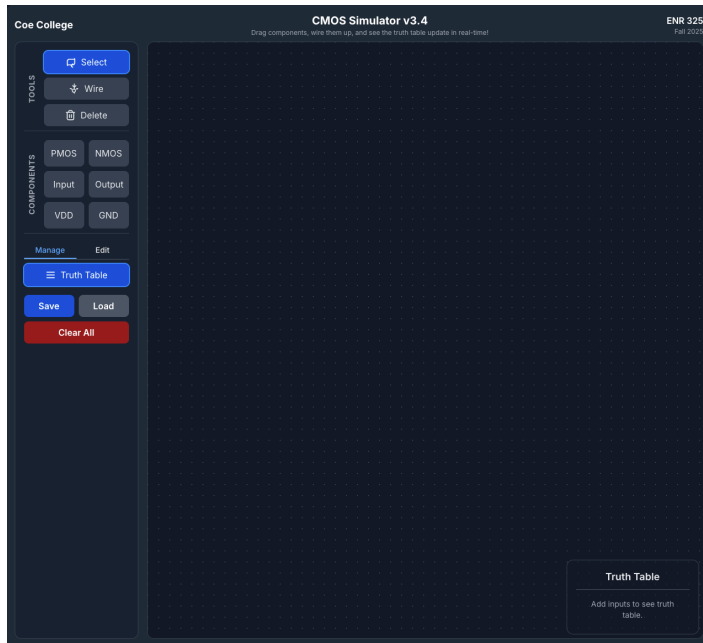 Coe College
CMOS Simulator v3.4
Drag components, wire them up, and see the truth table update in real-time!
ENR 325
Fall 2025
TOOLS
Select
Wire
Delete
COMPONENTS
PMOS NMOS
Input Output
VDD GND
Manage Edit
Truth Table
Save Load
Clear All
Truth Table
Add inputs to see truth
table.